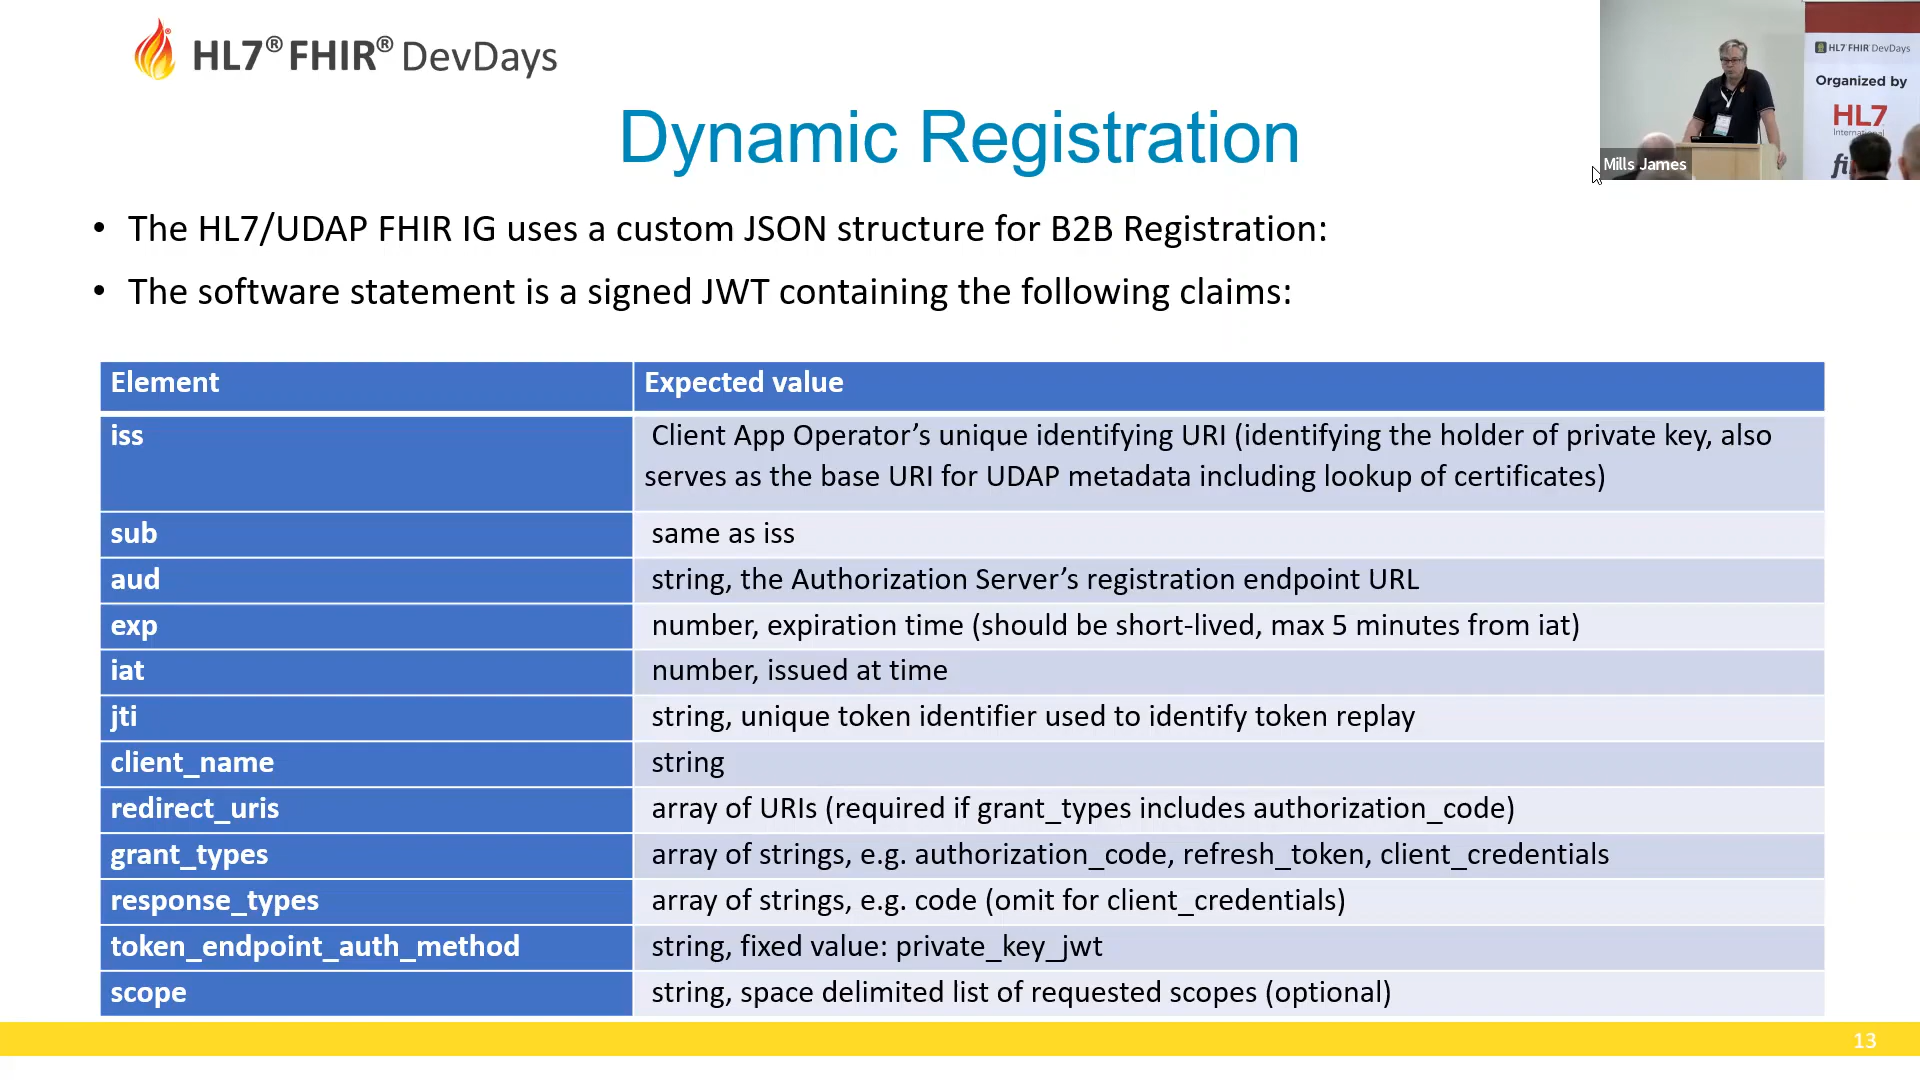 HL7® FHIR® DevDays
HL7 FHIR DevDays
Organized by
HL7
International
Mills James
Dynamic Registration
• The HL7/UDAP FHIR IG uses a custom JSON structure for B2B Registration:
• The software statement is a signed JWT containing the following claims:
Element Expected value
iss Client App Operator’s unique identifying URI (identifying the holder of private key, also
serves as the base URI for UDAP metadata including lookup of certificates)
sub same as iss
aud string, the Authorization Server’s registration endpoint URL
exp number, expiration time (should be short-lived, max 5 minutes from iat)
iat number, issued at time
jti string, unique token identifier used to identify token replay
client_name string
redirect_uris array of URIs (required if grant_types includes authorization_code)
grant_types array of strings, e.g. authorization_code, refresh_token, client_credentials
response_types array of strings, e.g. code (omit for client_credentials)
token_endpoint_auth_method string, fixed value: private_key_jwt
scope string, space delimited list of requested scopes (optional)
13